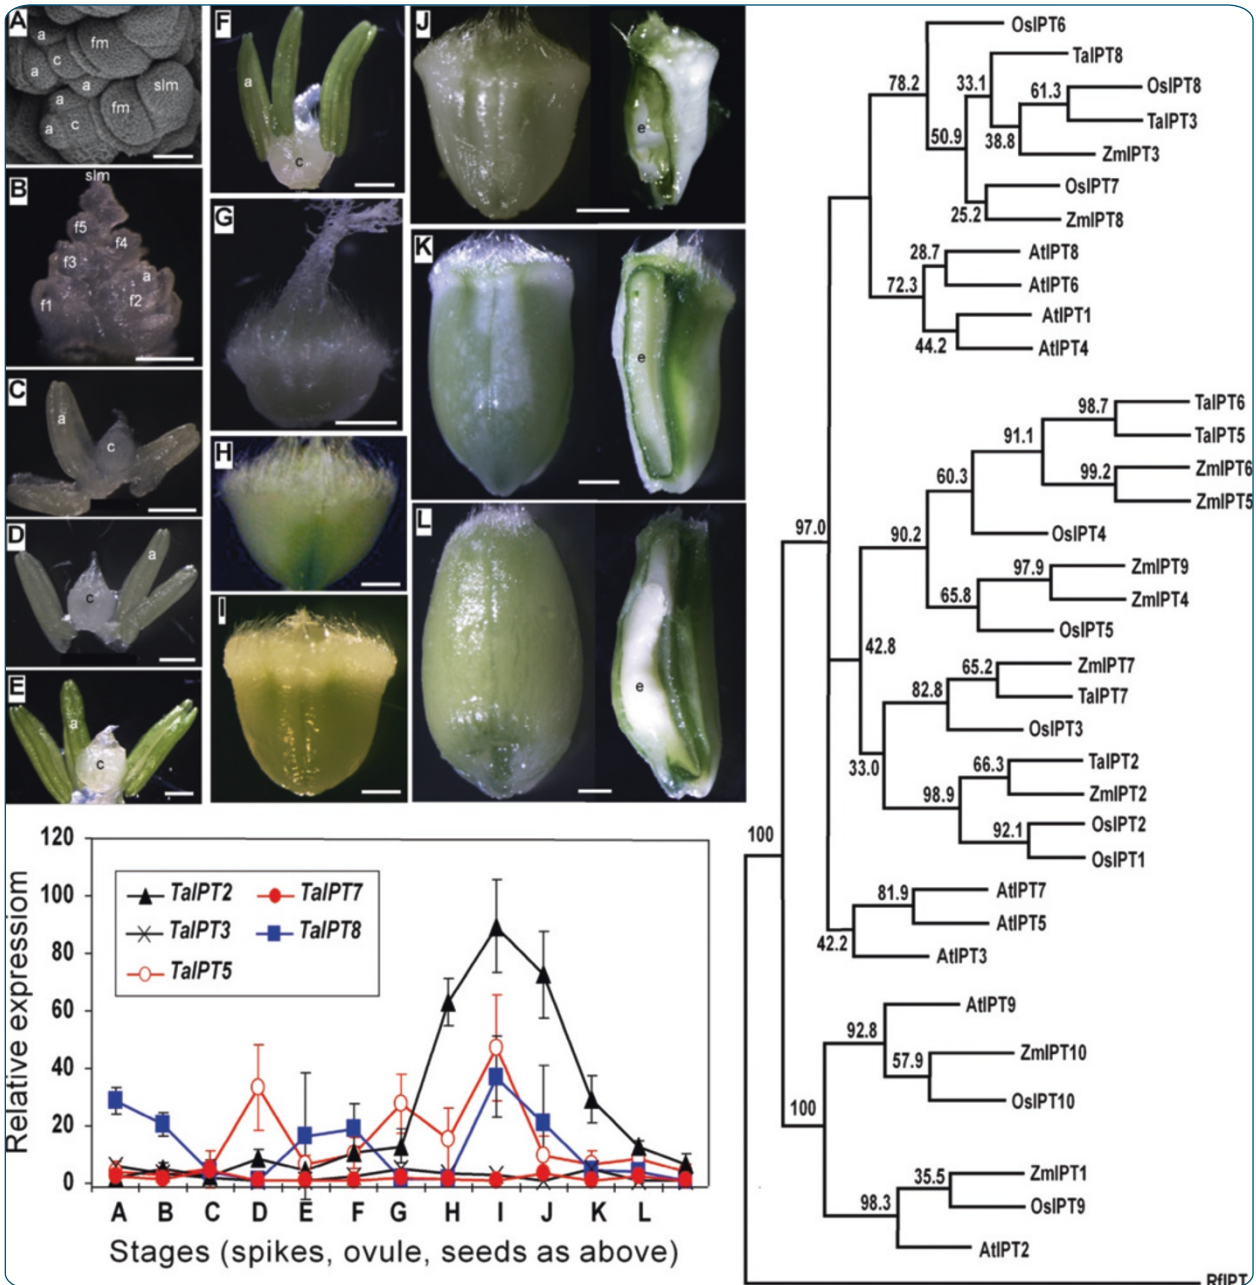 A
a
fm
c
a
slm
a
a
fm
a
c
B
slm
f5
f4
f3
a
f1
f2
C
a
c
D
a
c
E
a
c
F
a
c
G
H
I
J
e
K
e
L
e
120
100
80
60
40
20
0
Relative expressiom
TaIPT2
TaIPT7
TaIPT3
TaIPT8
TaIPT5
A B C D E F G H I J K L
Stages (spikes, ovule, seeds as above)
OsIPT6
TaIPT8
78.2
33.1
61.3
OsIPT8
TaIPT3
50.9
38.8
ZmIPT3
OsIPT7
25.2
ZmIPT8
28.7
AtIPT8
72.3
AtIPT6
AtIPT1
44.2
AtIPT4
98.7
TaIPT6
TaIPT5
91.1
99.2
ZmIPT6
ZmIPT5
60.3
97.0
90.2
OsIPT4
97.9
ZmIPT9
65.8
ZmIPT4
OsIPT5
42.8
65.2
ZmIPT7
82.8
TaIPT7
OsIPT3
33.0
66.3
TaIPT2
98.9
ZmIPT2
92.1
OsIPT2
OsIPT1
100
81.9
AtIPT7
AtIPT5
42.2
AtIPT3
92.8
AtIPT9
57.9
ZmIPT10
OsIPT10
100
35.5
ZmIPT1
98.3
OsIPT9
AtIPT2
RfIPT